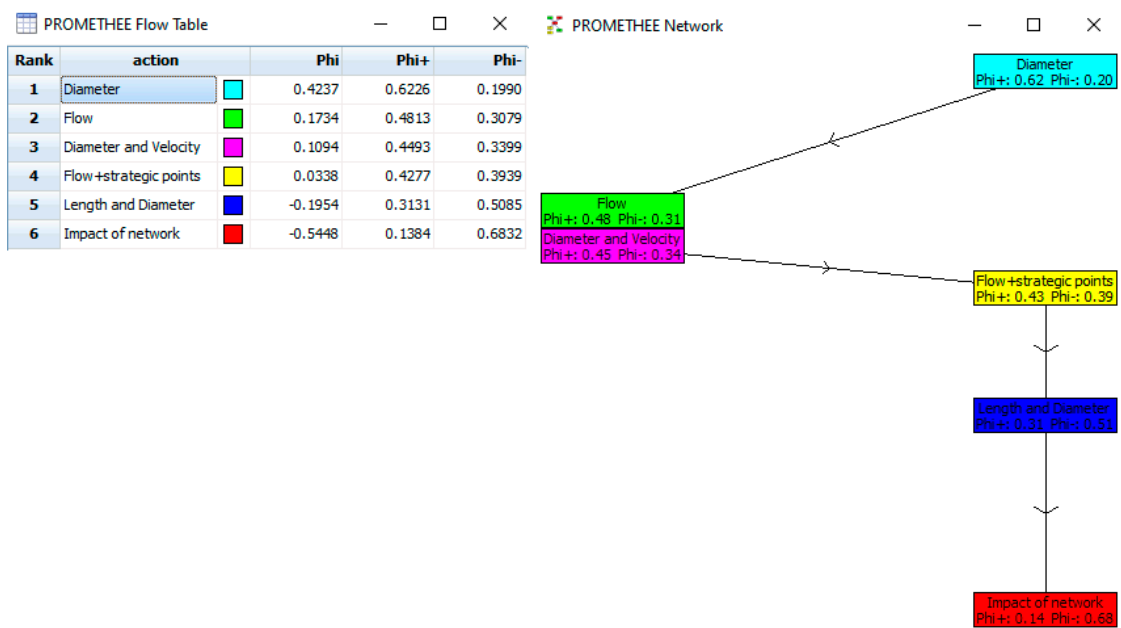 PROMETHEE Flow Table
Rank action Phi Phi+ Phi-
1 Diameter 0.4237 0.6226 0.1990
2 Flow 0.1734 0.4813 0.3079
3 Diameter and Velocity 0.1094 0.4493 0.3399
4 Flow+strategic points 0.0338 0.4277 0.3939
5 Length and Diameter -0.1954 0.3131 0.5085
6 Impact of network -0.5448 0.1384 0.6832
PROMETHEE Network
Diameter
Phi+: 0.62 Phi-: 0.20
Flow
Phi+: 0.48 Phi-: 0.31
Diameter and Velocity
Phi+: 0.45 Phi-: 0.34
Flow+strategic points
Phi+: 0.43 Phi-: 0.39
Length and Diameter
Phi+: 0.31 Phi-: 0.51
Impact of network
Phi+: 0.14 Phi-: 0.68